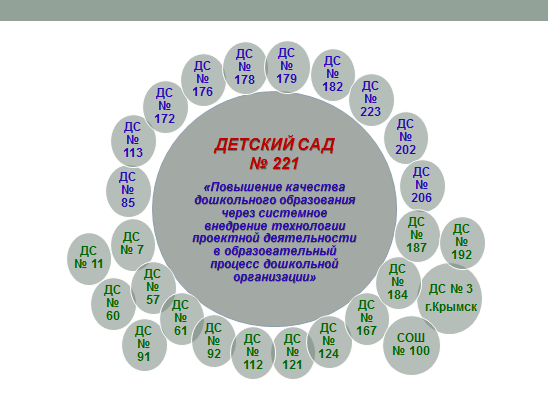 ДЕТСКИЙ САД
№ 221
«Повышение качества
дошкольного образования
через системное
внедрение технологии
проектной деятельности
в образовательный
процесс дошкольной
организации»
ДС
№
85
ДС
№
113
ДС
№
172
ДС
№
176
ДС
№
178
ДС
№
179
ДС
№
182
ДС
№
223
ДС
№
202
ДС
№
206
ДС
№
187
ДС
№
192
ДС
№
184
ДС № 3
г.Крымск
СОШ
№ 100
ДС
№
167
ДС
№
124
ДС
№
121
ДС
№
112
ДС
№
92
ДС
№
61
ДС
№
91
ДС
№
57
ДС
№
60
ДС
№ 7
ДС
№ 11